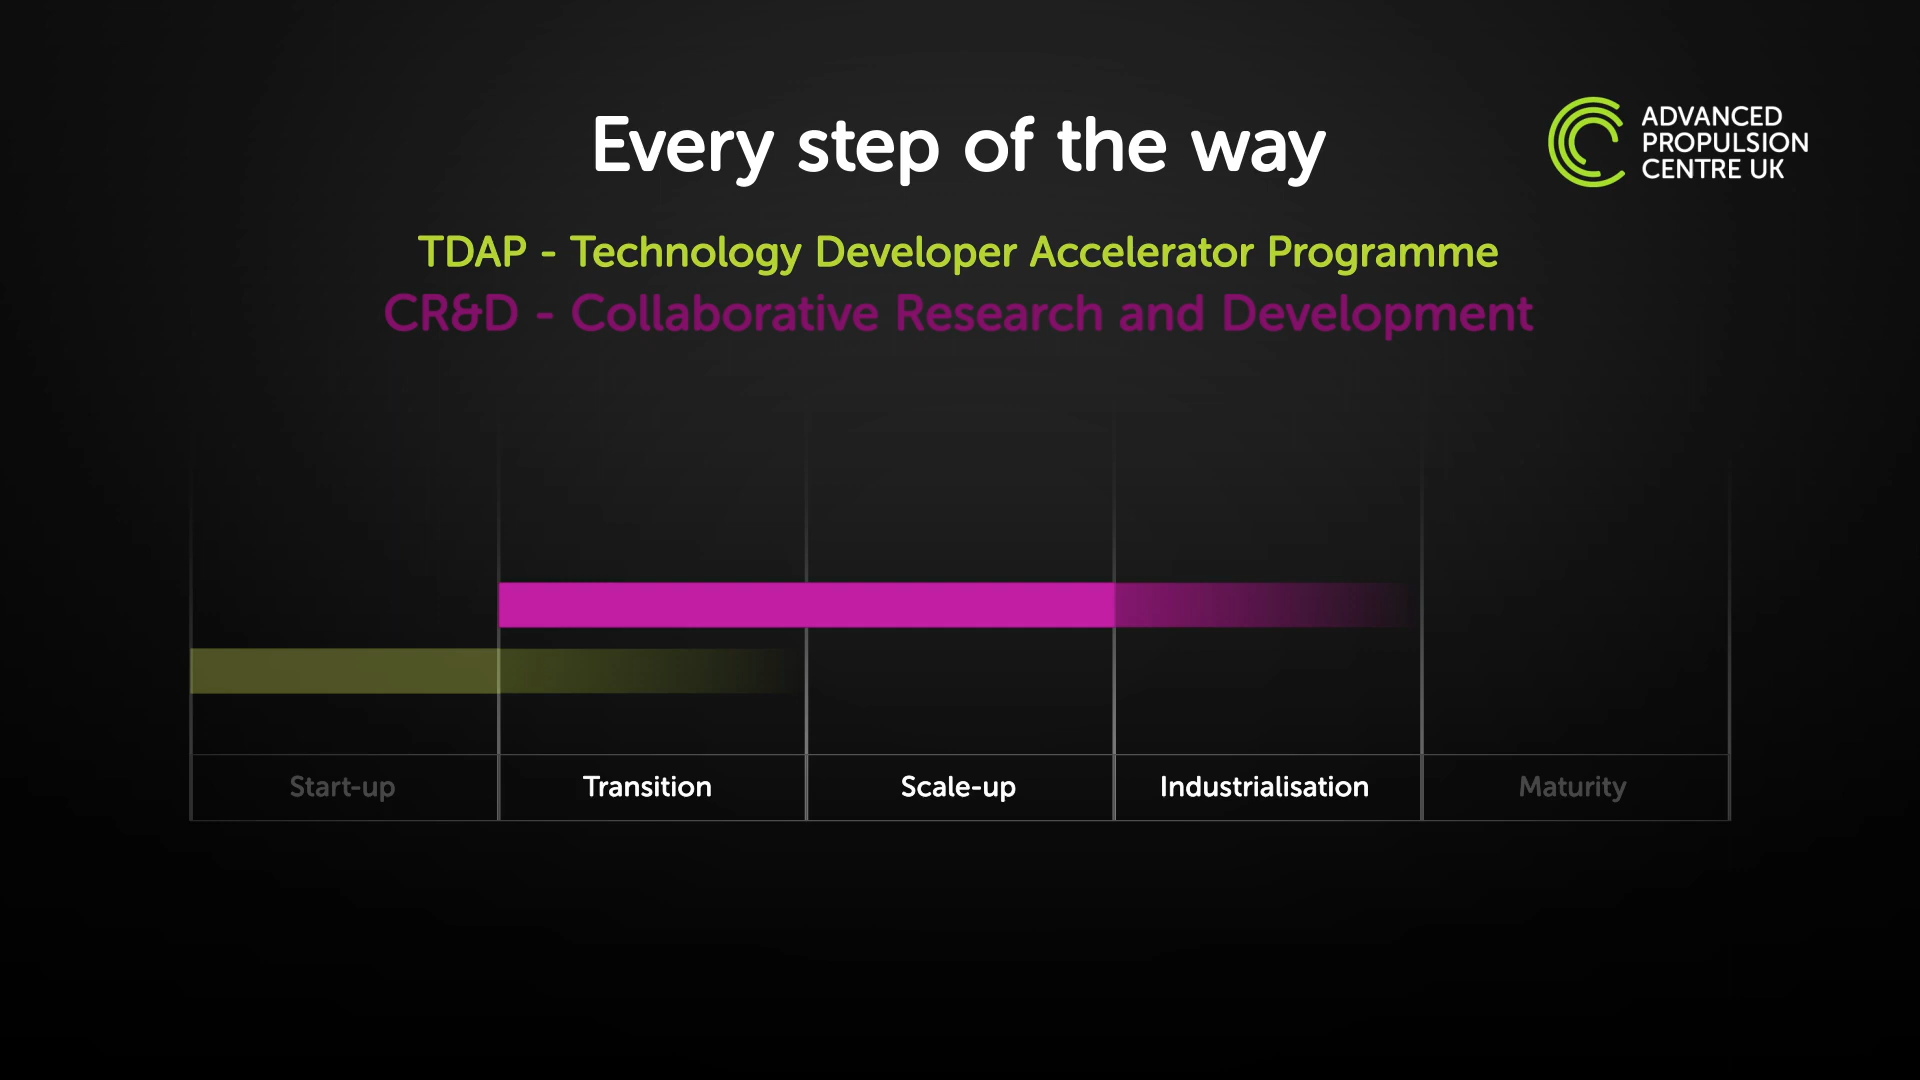 Every step of the way
ADVANCED
PROPULSION
CENTRE UK
TDAP - Technology Developer Accelerator Programme
CR&D - Collaborative Research and Development
Start-up
Transition
Scale-up
Industrialisation
Maturity